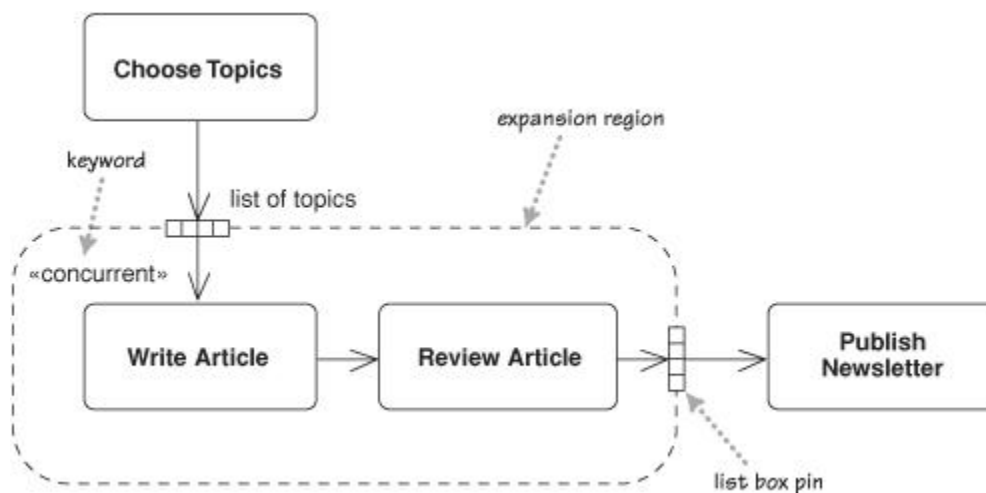 Choose Topics
expansion region
keyword
list of topics
«concurrent»
Write Article
Review Article
Publish
Newsletter
list box pin